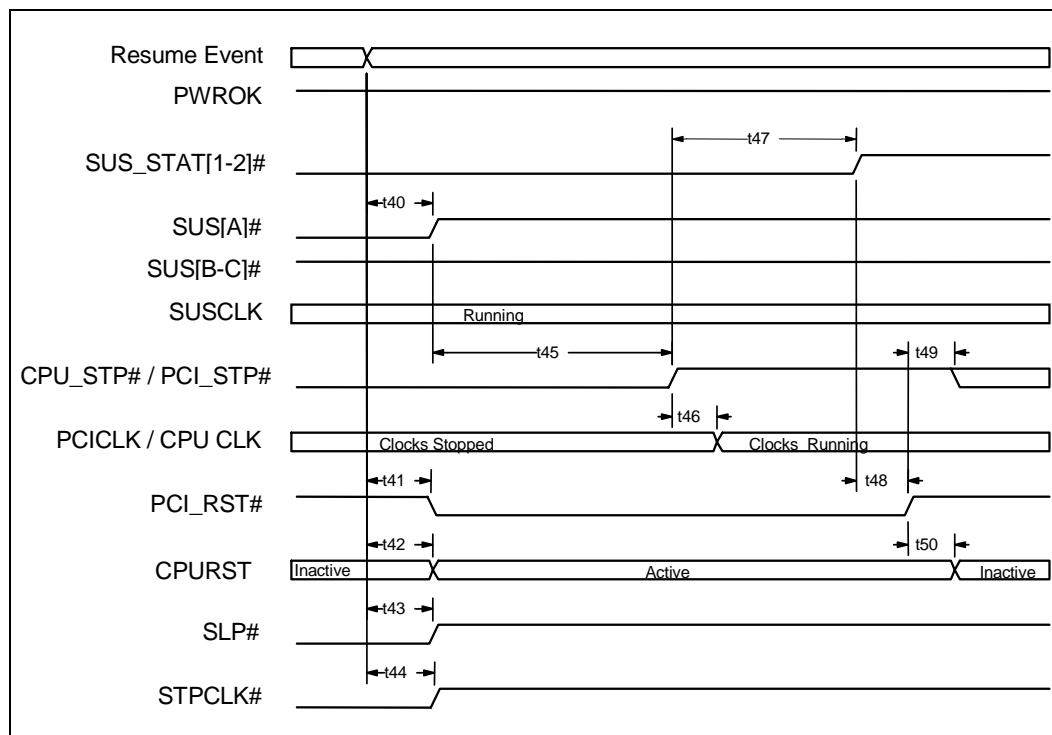 Resume Event
PWROK
t47
SUS_STAT[1-2]#
t40
SUS[A]#
SUS[B-C]#
SUSCLK
Running
t45
t49
CPU_STP# / PCI_STP#
t46
PCICLK / CPU CLK
Clocks Stopped
Clocks Running
t41
t48
PCI_RST#
t42
t50
CPURST
Inactive
Active
Inactive
t43
SLP#
t44
STPCLK#